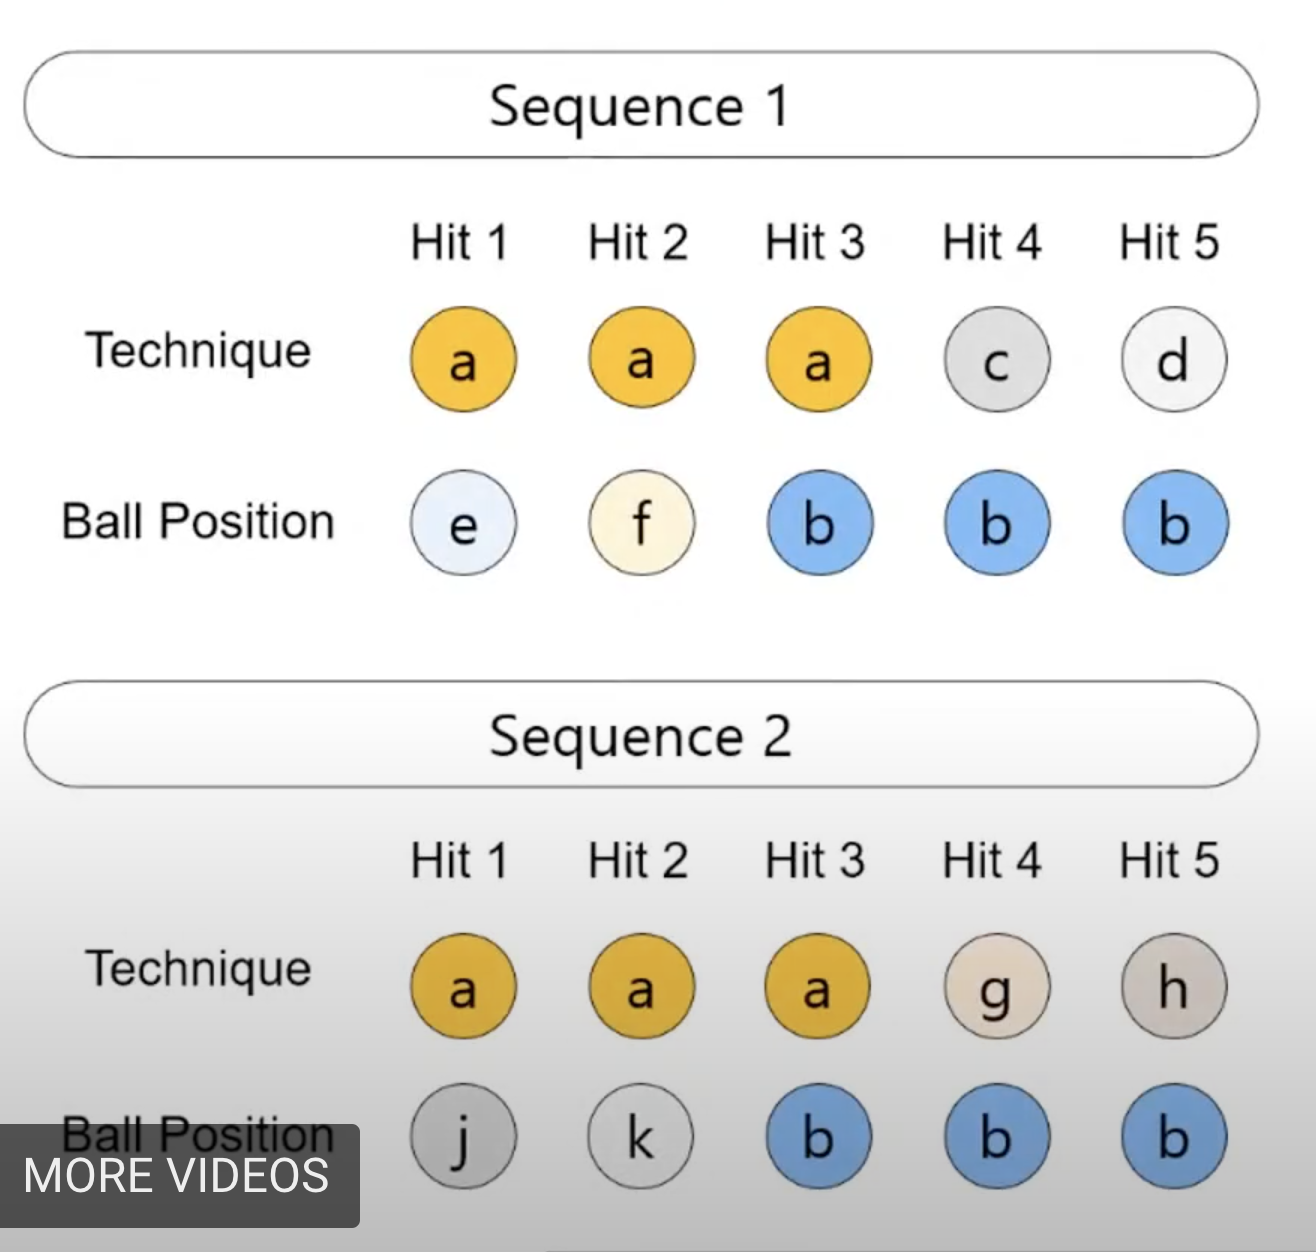 Sequence 1
Hit 1 Hit 2 Hit 3 Hit 4 Hit 5
Technique a a a c d
Ball Position e f b b b
Sequence 2
Hit 1 Hit 2 Hit 3 Hit 4 Hit 5
Technique a a a g h
Ball Position j k b b b
MORE VIDEOS